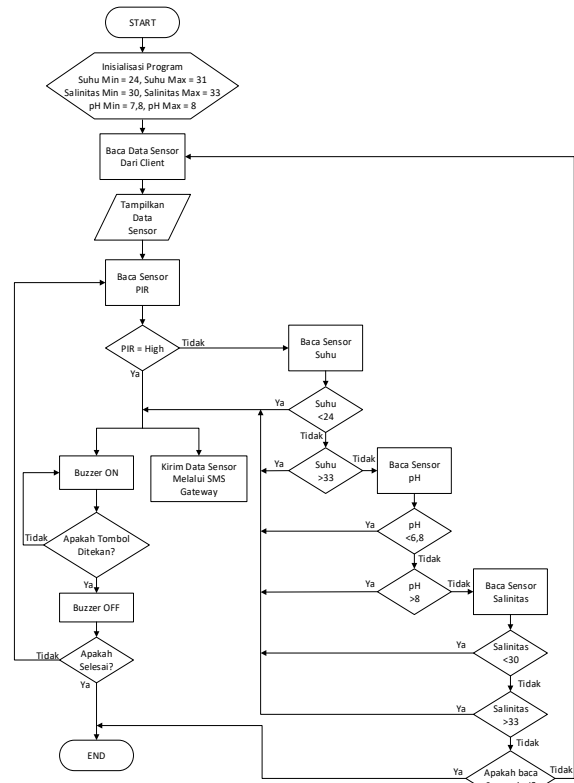 START
Inisialisasi Program
Suhu Min = 24, Suhu Max = 31
Salinitas Min = 30, Salinitas Max = 33
pH Min = 7,8, pH Max = 8
Baca Data Sensor
Dari Client
Tampilkan
Data
Sensor
Baca Sensor
PIR
PIR = High
Tidak
Ya
Baca Sensor
Suhu
Suhu
<24
Ya
Tidak
Suhu
>33
Ya
Tidak
Baca Sensor
pH
Buzzer ON
Kirim Data Sensor
Melalui SMS
Gateway
pH
<6,8
Ya
Tidak
Apakah Tombol
Ditekan?
Tidak
Ya
pH
>8
Ya
Tidak
Baca Sensor
Salinitas
Buzzer OFF
Salinitas
<30
Ya
Tidak
Apakah
Selesai?
Tidak
Ya
Salinitas
>33
Ya
Tidak
END
Apakah baca
Ya
Tidak